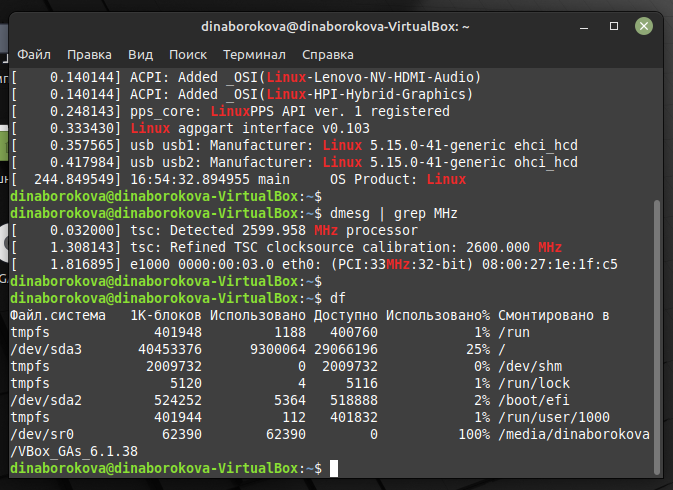 dinaborokova@dinaborokova-VirtualBox: ~
Файл Правка Вид Поиск Терминал Справка
[    0.140144] ACPI: Added _OSI(Linux-Lenovo-NV-HDMI-Audio)
[    0.140144] ACPI: Added _OSI(Linux-HPI-Hybrid-Graphics)
[    0.248143] pps_core: LinuxPPS API ver. 1 registered
[    0.333430] Linux agpgart interface v0.103
[    0.357565] usb usb1: Manufacturer: Linux 5.15.0-41-generic ehci_hcd
[    0.417984] usb usb2: Manufacturer: Linux 5.15.0-41-generic ohci_hcd
[  244.849549] 16:54:32.894955 main     OS Product: Linux
dinaborokova@dinaborokova-VirtualBox:~$
dinaborokova@dinaborokova-VirtualBox:~$ dmesg | grep MHz
[    0.032000] tsc: Detected 2599.958 MHz processor
[    1.308143] tsc: Refined TSC clocksource calibration: 2600.000 MHz
[    1.816895] e1000 0000:00:03.0 eth0: (PCI:33MHz:32-bit) 08:00:27:1e:1f:c5
dinaborokova@dinaborokova-VirtualBox:~$
dinaborokova@dinaborokova-VirtualBox:~$ df
Файл.система   1K-блоков Использовано Доступно Использовано% Смонтировано в
tmpfs             401948         1188   400760            1% /run
/dev/sda3       40453376      9300064 29066196           25% /
tmpfs            2009732            0  2009732            0% /dev/shm
tmpfs               5120            4     5116            1% /run/lock
/dev/sda2         524252         5364   518888            2% /boot/efi
tmpfs             401944          112   401832            1% /run/user/1000
/dev/sr0           62390        62390        0          100% /media/dinaborokova
/VBox_GAs_6.1.38
dinaborokova@dinaborokova-VirtualBox:~$